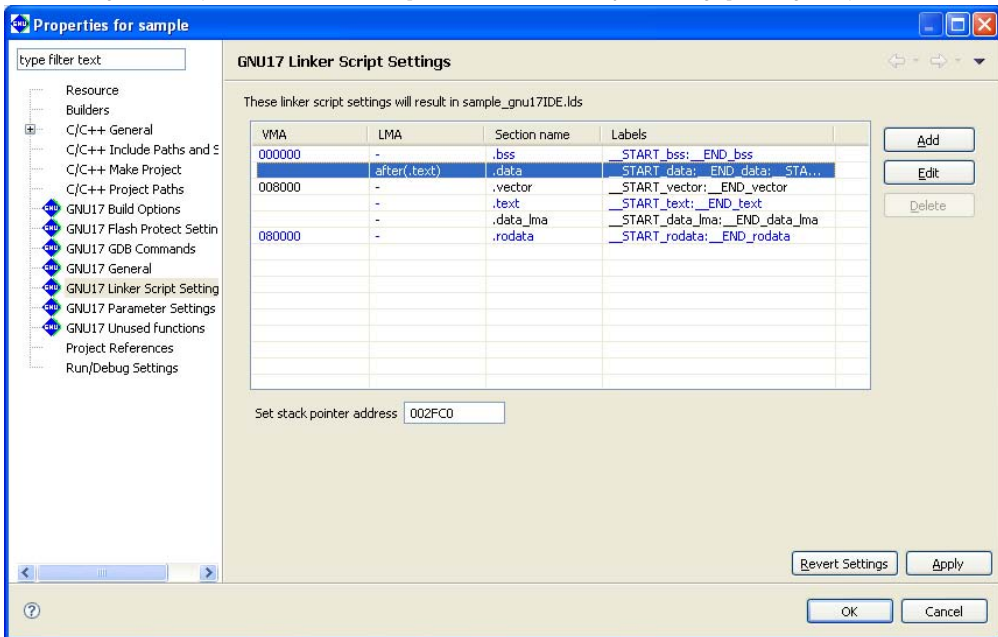 Properties for sample
type filter text
Resource
Builders
C/C++ General
C/C++ Include Paths and S
C/C++ Make Project
C/C++ Project Paths
GNU17 Build Options
GNU17 Flash Protect Settin
GNU17 GDB Commands
GNU17 General
GNU17 Linker Script Setting
GNU17 Parameter Settings
GNU17 Unused functions
Project References
Run/Debug Settings
GNU17 Linker Script Settings
These linker script settings will result in sample_gnu17IDE.lds
VMA LMA Section name Labels
000000 - .bss __START_bss:__END_bss
after(.text) .data __START_data:__END_data:__STA...
008000 - .vector __START_vector:__END_vector
- .text __START_text:__END_text
- .data_lma __START_data_lma:__END_data_lma
080000 - .rodata __START_rodata:__END_rodata
Add
Edit
Delete
Set stack pointer address 002FC0
Revert Settings Apply
OK Cancel